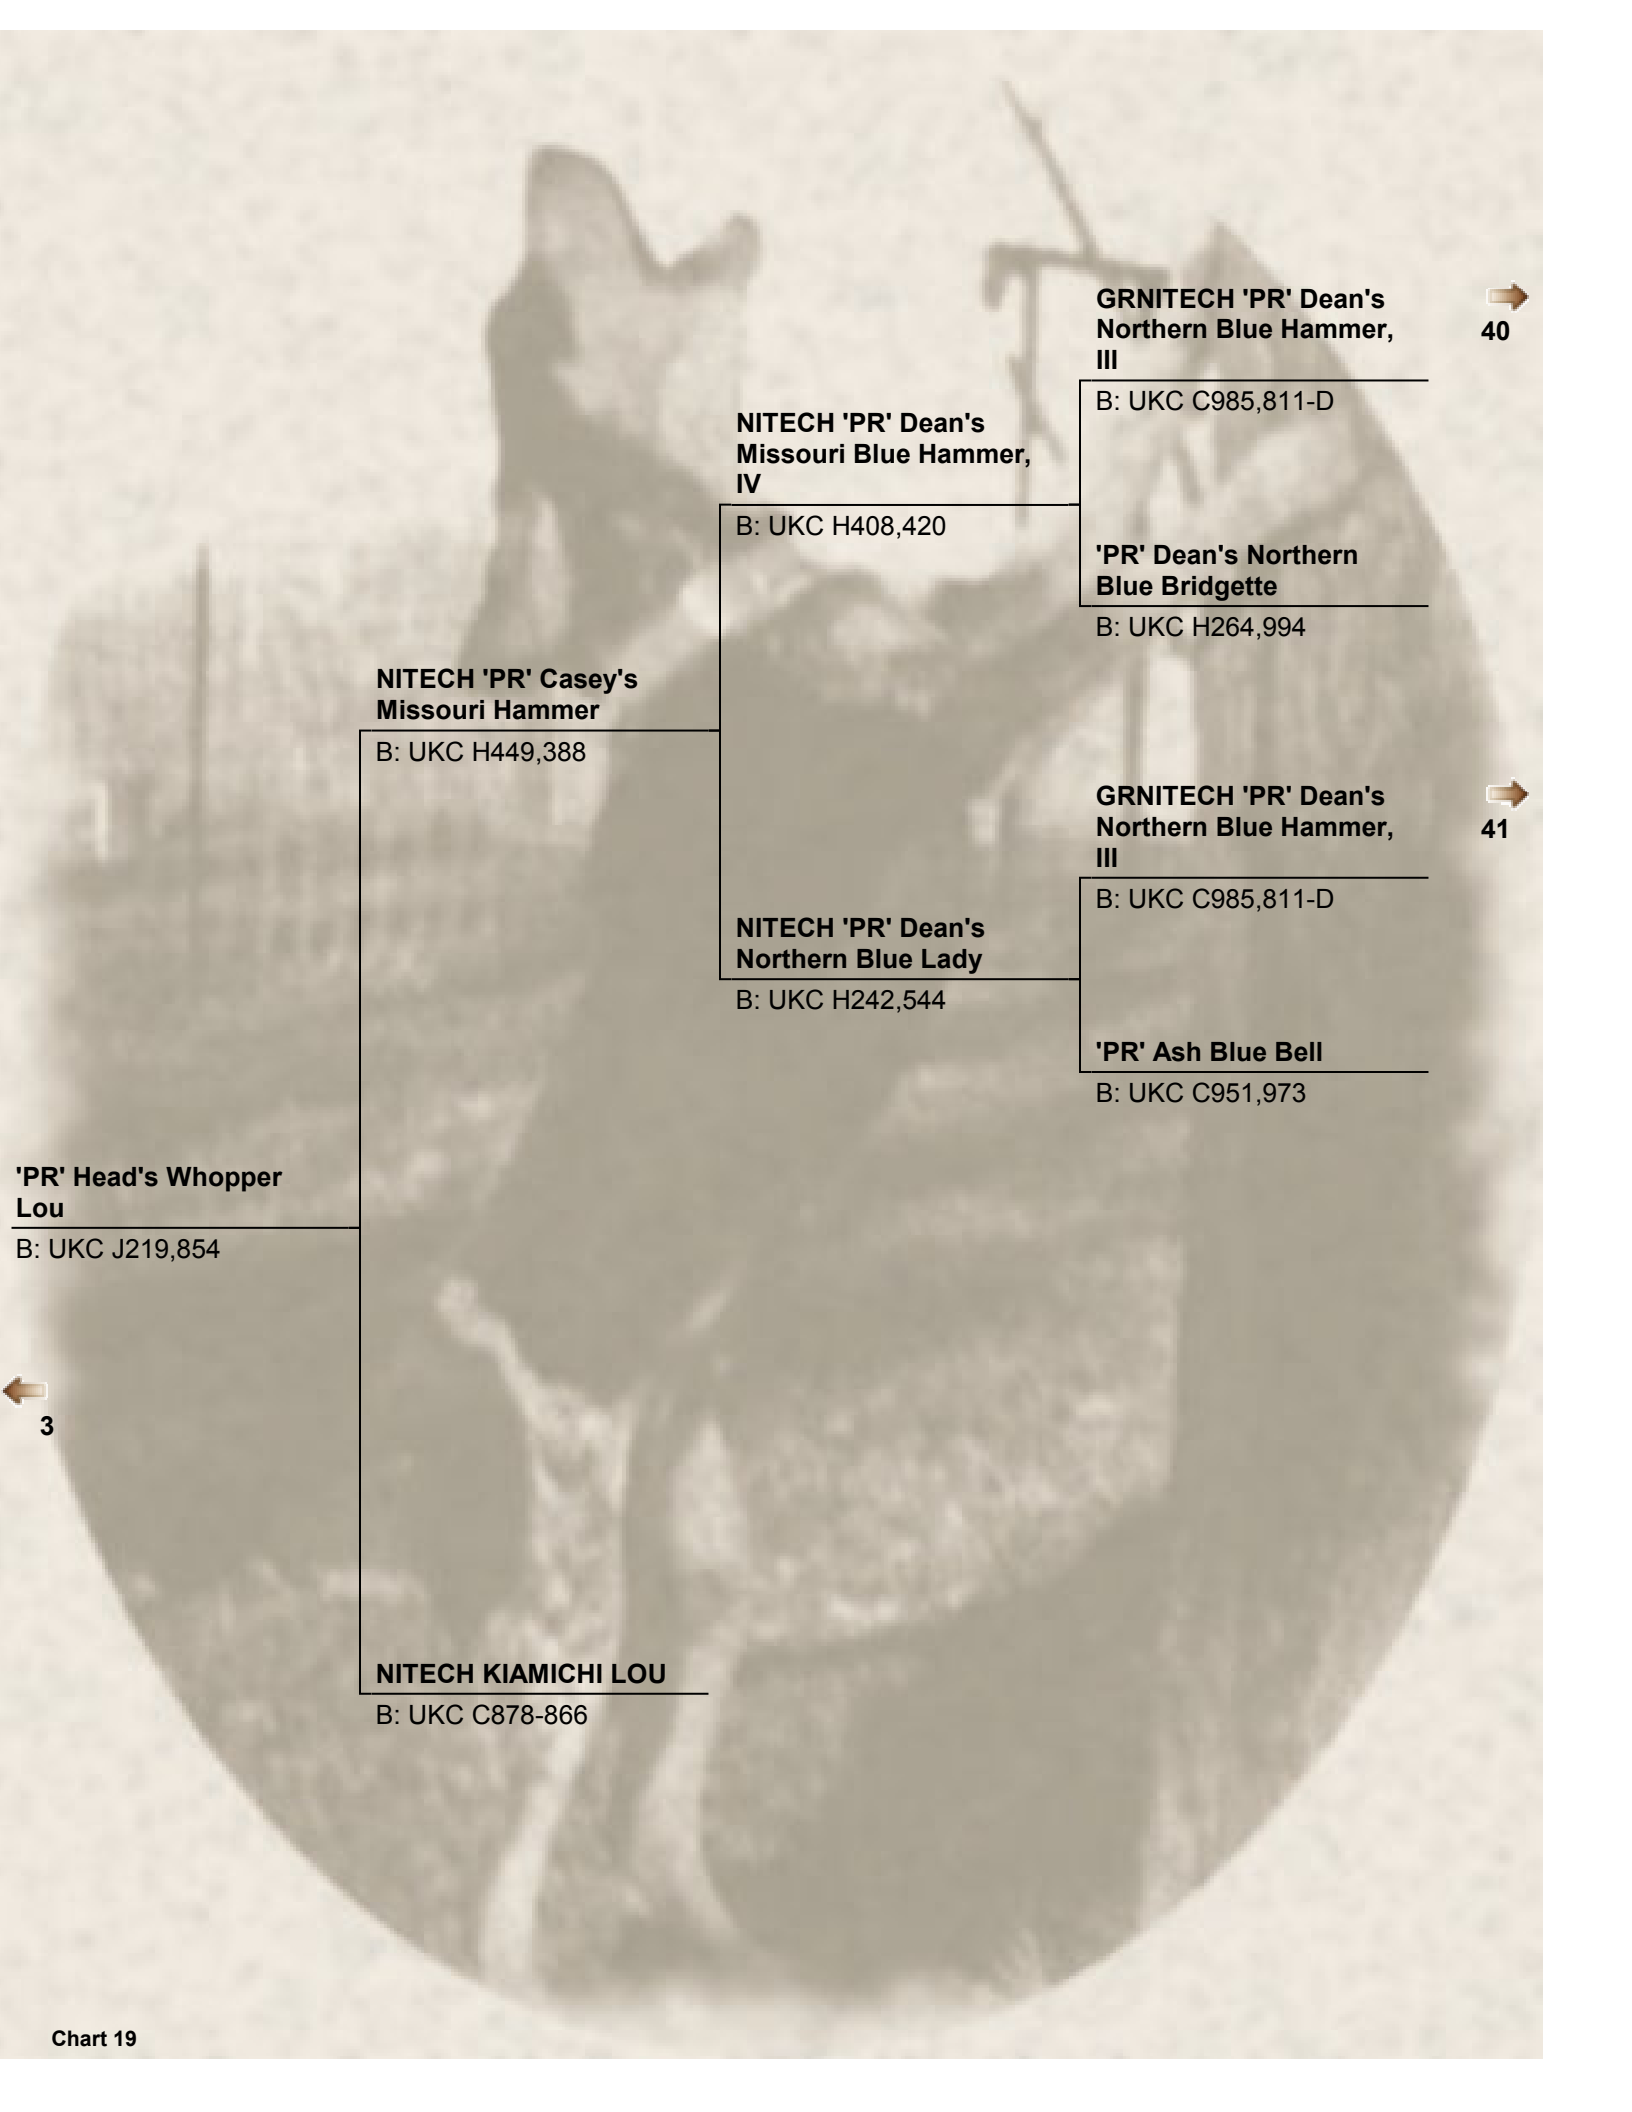 GRNITECH 'PR' Dean's
Northern Blue Hammer,
III
40
B: UKC C985,811-D
NITECH 'PR' Dean's
Missouri Blue Hammer,
IV
B: UKC H408,420
'PR' Dean's Northern
Blue Bridgette
B: UKC H264,994
NITECH 'PR' Casey's
Missouri Hammer
B: UKC H449,388
GRNITECH 'PR' Dean's
Northern Blue Hammer,
III
41
B: UKC C985,811-D
NITECH 'PR' Dean's
Northern Blue Lady
B: UKC H242,544
'PR' Ash Blue Bell
B: UKC C951,973
'PR' Head's Whopper
Lou
B: UKC J219,854
3
NITECH KIAMICHI LOU
B: UKC C878-866
Chart 19